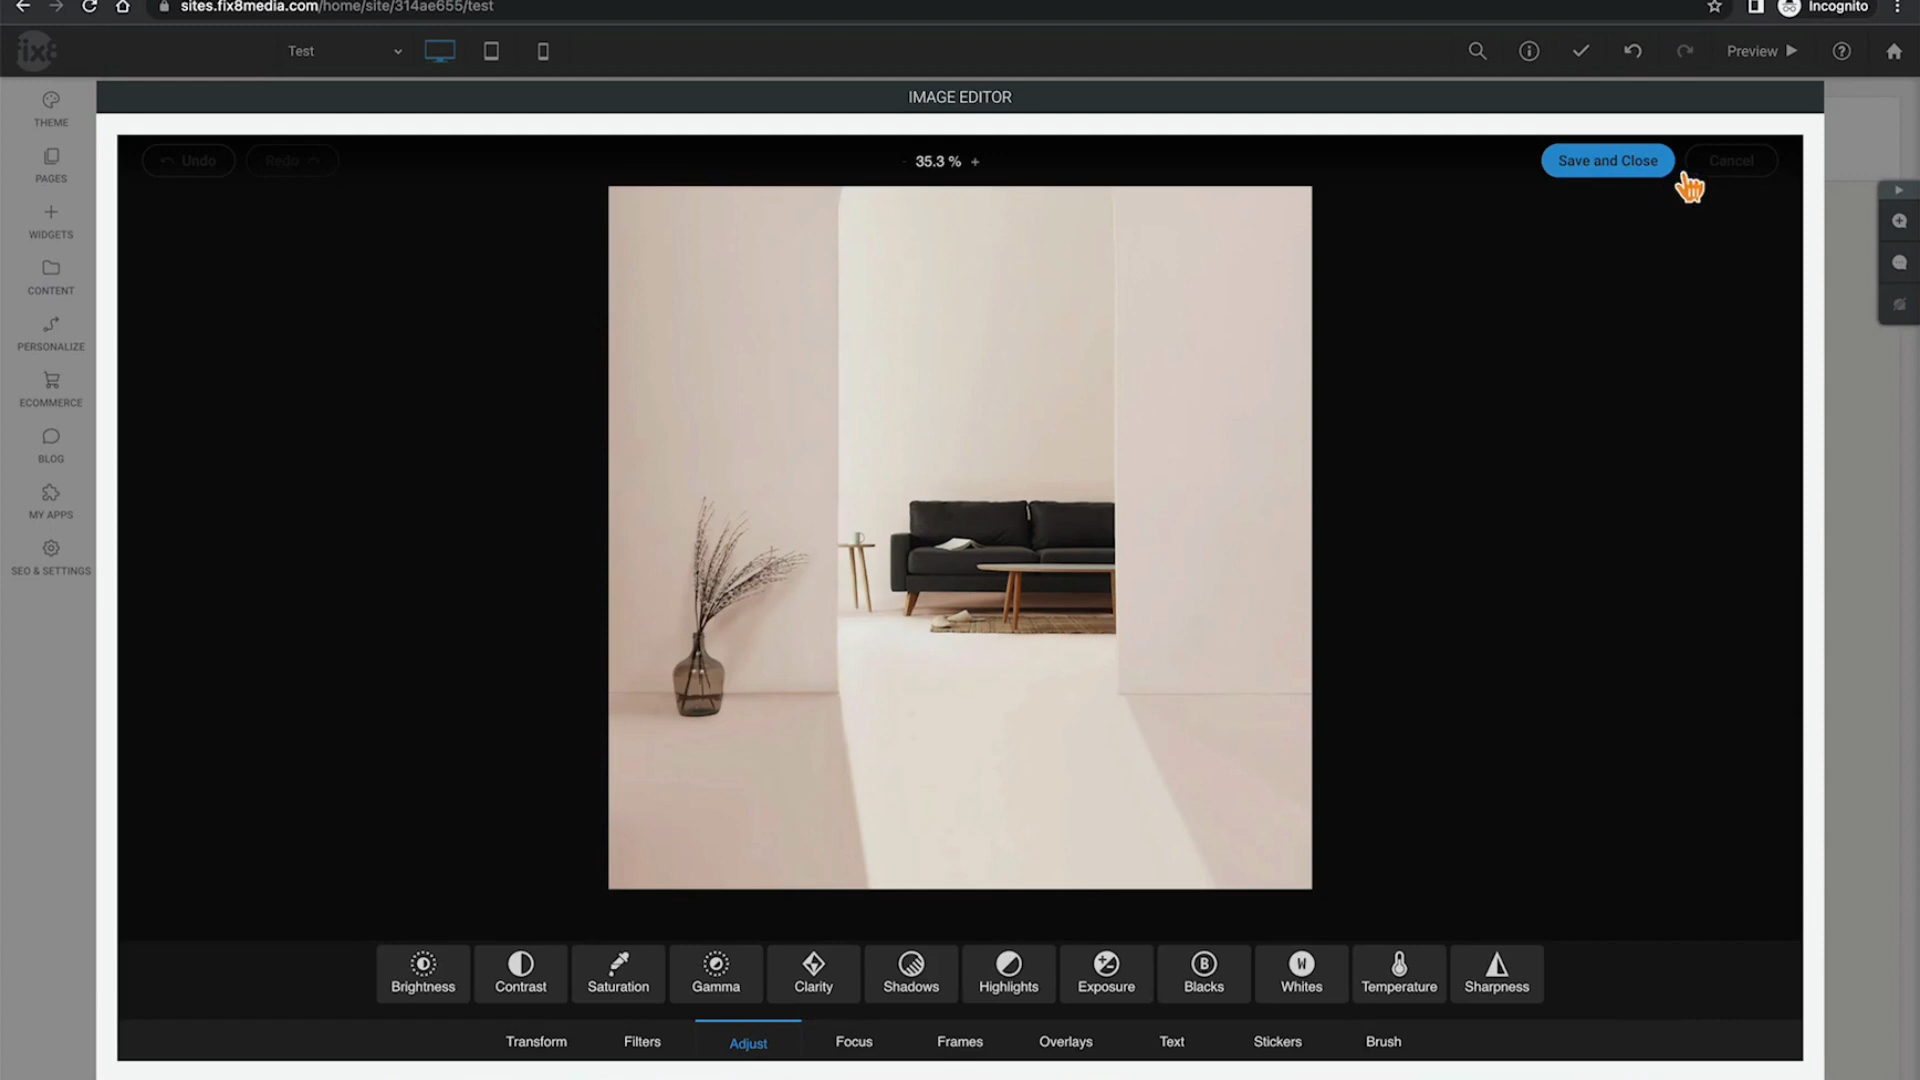 sites.fix8media.com/home/site/314ae655/test
Incognito
fix8
Test
Preview
THEME
PAGES
WIDGETS
CONTENT
PERSONALIZE
ECOMMERCE
BLOG
MY APPS
SEO & SETTINGS
IMAGE EDITOR
Undo
Redo
- 35.3 % +
Save and Close
Cancel
Brightness
Contrast
Saturation
Gamma
Clarity
Shadows
Highlights
Exposure
B
Blacks
W
Whites
Temperature
Sharpness
Transform
Filters
Adjust
Focus
Frames
Overlays
Text
Stickers
Brush